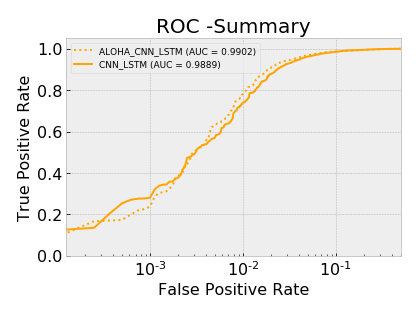 ROC -Summary
ALOHA_CNN_LSTM (AUC = 0.9902)
CNN_LSTM (AUC = 0.9889)
True Positive Rate
1.0
0.8
0.6
0.4
0.2
0.0
10⁻³ 10⁻² 10⁻¹
False Positive Rate